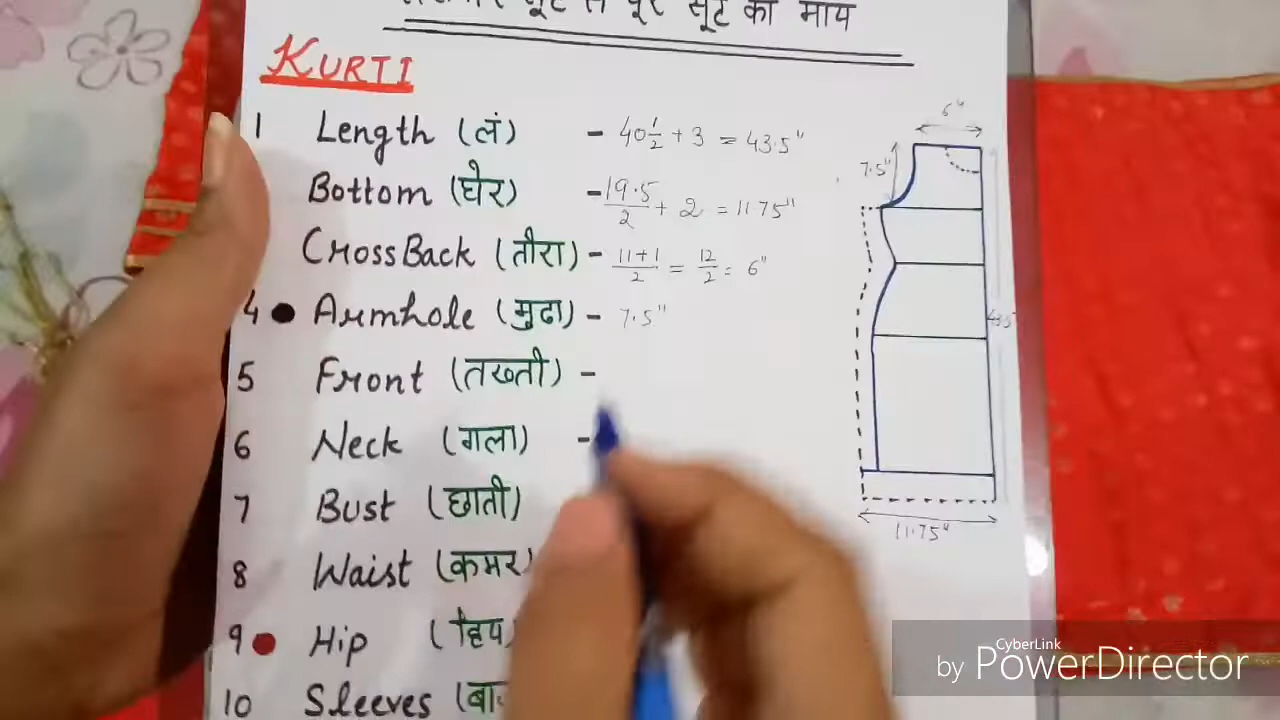 सूट से पूरे सूट का माप
KURTI
1 Length (लं) - 40 1/2 + 3 = 43.5"
Bottom (घेर) - 19.5/2 + 2 = 11.75"
CrossBack (तीरा) - 11+1/2 = 12/2 = 6"
4 Armhole (मुढा) - 7.5"
5 Front (तख्ती) -
6 Neck (गला) -
7 Bust (छाती)
8 Waist (कमर)
9 Hip (हिप)
10 Sleeves
6"
7.5"
43.5
11.75"
CyberLink
by PowerDirector